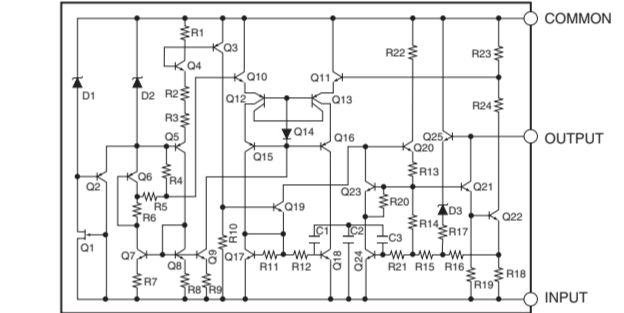 COMMON
R1
Q3
R22
R23
Q4
Q10
Q11
D1
D2
R2
Q12
Q13
R24
R3
Q14
Q5
Q16
Q25
OUTPUT
Q15
Q20
Q2
Q6
R4
R13
Q23
Q21
R5
R20
R6
Q19
D3
Q22
R14
Q1
R10
C1
C2
R17
C3
Q7
Q8
Q9
Q17
R11
R12
Q18
Q24
R21
R15
R16
R7
R8
R9
R19
R18
INPUT